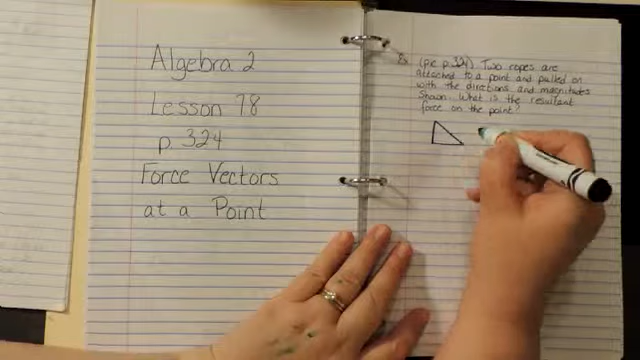 Algebra 2
Lesson 78
p. 324
Force Vectors
at a Point
(pic p.324) Two ropes are
attached to a point and pulled on
with the directions and magnitudes
shown. What is the resultant
force on the point?